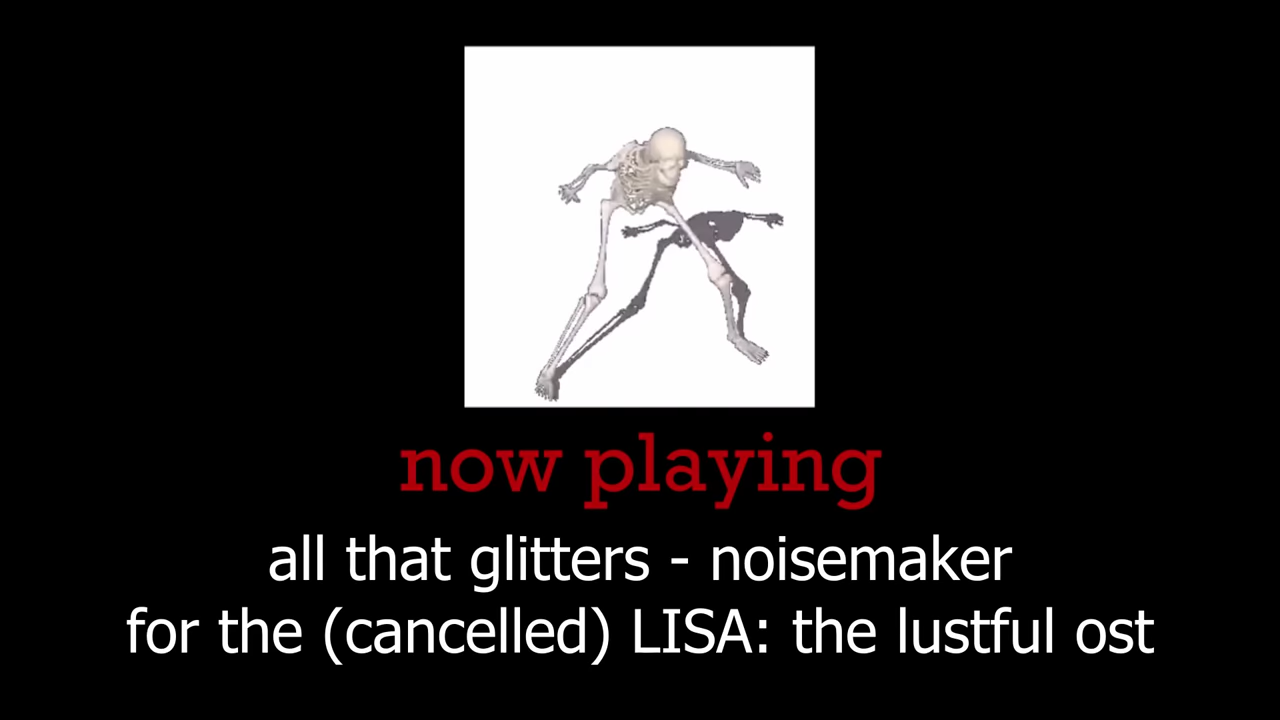 now playing
all that glitters - noisemaker
for the (cancelled) LISA: the lustful ost